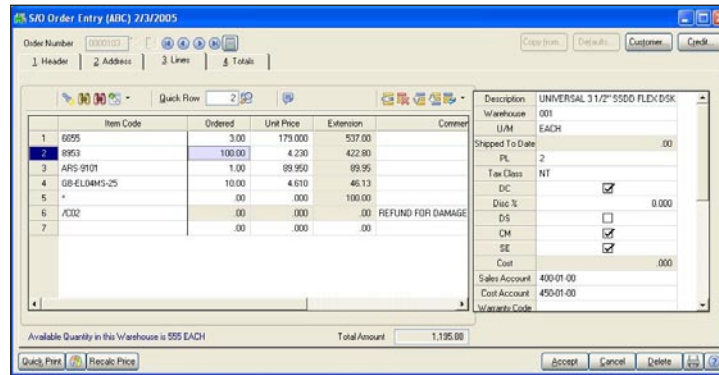 S/O Order Entry (ABC) 2/3/2005
Order Number 0000103 Copy from... Defaults... Customer... Credit...
1. Header 2. Address 3. Lines 4. Totals
Quick Row 2
Item Code Ordered Unit Price Extension Commer
1 6655 3.00 179.000 537.00
2 8953 100.00 4.230 422.80
3 ARS-9101 1.00 89.950 89.95
4 GB-EL04MS-25 10.00 4.610 46.13
5 * .00 .000 100.00
6 /C02 .00 .000 .00 REFUND FOR DAMAGE
7 .00 .000 .00
Description UNIVERSAL 3 1/2" SSDD FLEX DSK
Warehouse 001
U/M EACH
Shipped To Date .00
PL 2
Tax Class NT
DC
Disc % 0.000
DS
CM
SE
Cost .000
Sales Account 400-01-00
Cost Account 450-01-00
Warranty Code
Available Quantity in this Warehouse is 555 EACH Total Amount 1,195.88
Quick Print Recalc Price Accept Cancel Delete